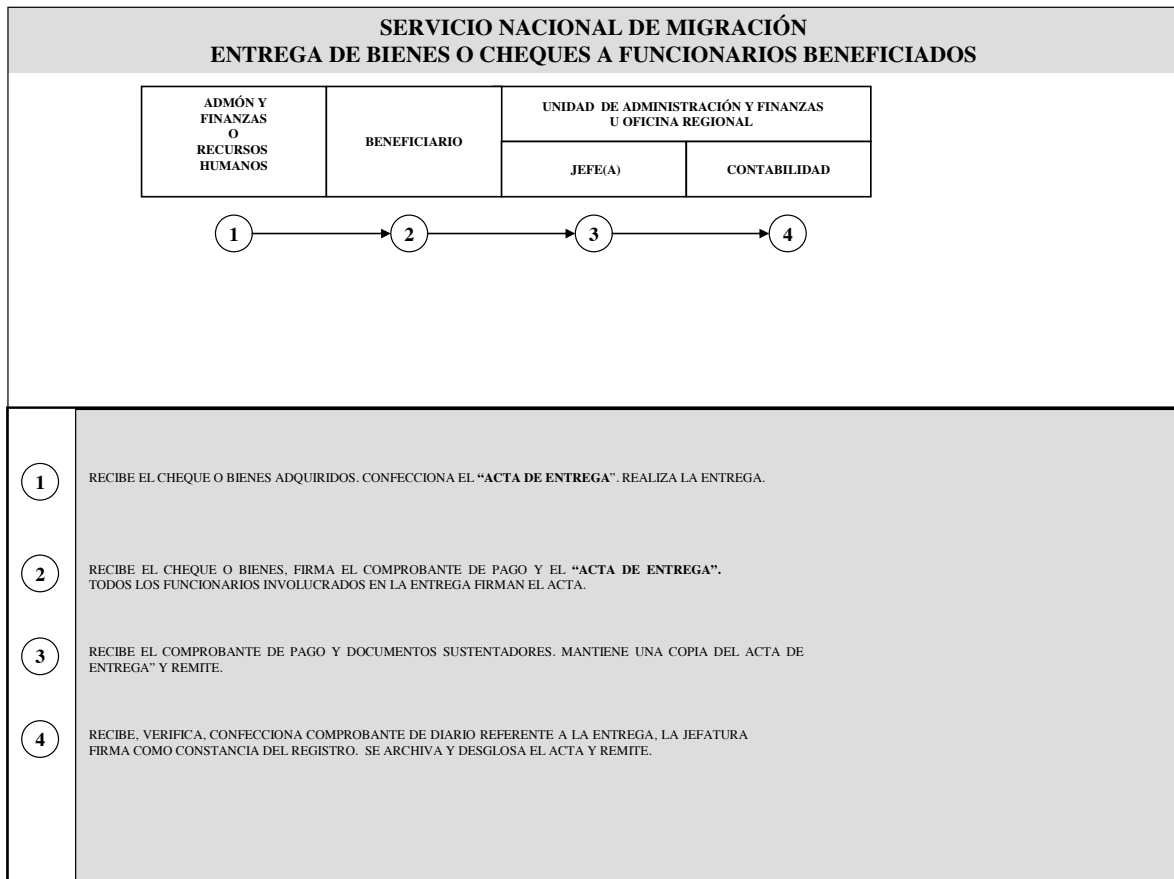 SERVICIO NACIONAL DE MIGRACIÓN
ENTREGA DE BIENES O CHEQUES A FUNCIONARIOS BENEFICIADOS
ADMÓN Y
FINANZAS
O
RECURSOS
HUMANOS
BENEFICIARIO
UNIDAD DE ADMINISTRACIÓN Y FINANZAS
U OFICINA REGIONAL
JEFE(A)
CONTABILIDAD
1
2
3
4
1
RECIBE EL CHEQUE O BIENES ADQUIRIDOS. CONFECCIONA EL “ACTA DE ENTREGA”. REALIZA LA ENTREGA.
2
RECIBE EL CHEQUE O BIENES, FIRMA EL COMPROBANTE DE PAGO Y EL “ACTA DE ENTREGA”.
TODOS LOS FUNCIONARIOS INVOLUCRADOS EN LA ENTREGA FIRMAN EL ACTA.
3
RECIBE EL COMPROBANTE DE PAGO Y DOCUMENTOS SUSTENTADORES. MANTIENE UNA COPIA DEL ACTA DE
ENTREGA” Y REMITE.
4
RECIBE, VERIFICA, CONFECCIONA COMPROBANTE DE DIARIO REFERENTE A LA ENTREGA, LA JEFATURA
FIRMA COMO CONSTANCIA DEL REGISTRO. SE ARCHIVA Y DESGLOSA EL ACTA Y REMITE.